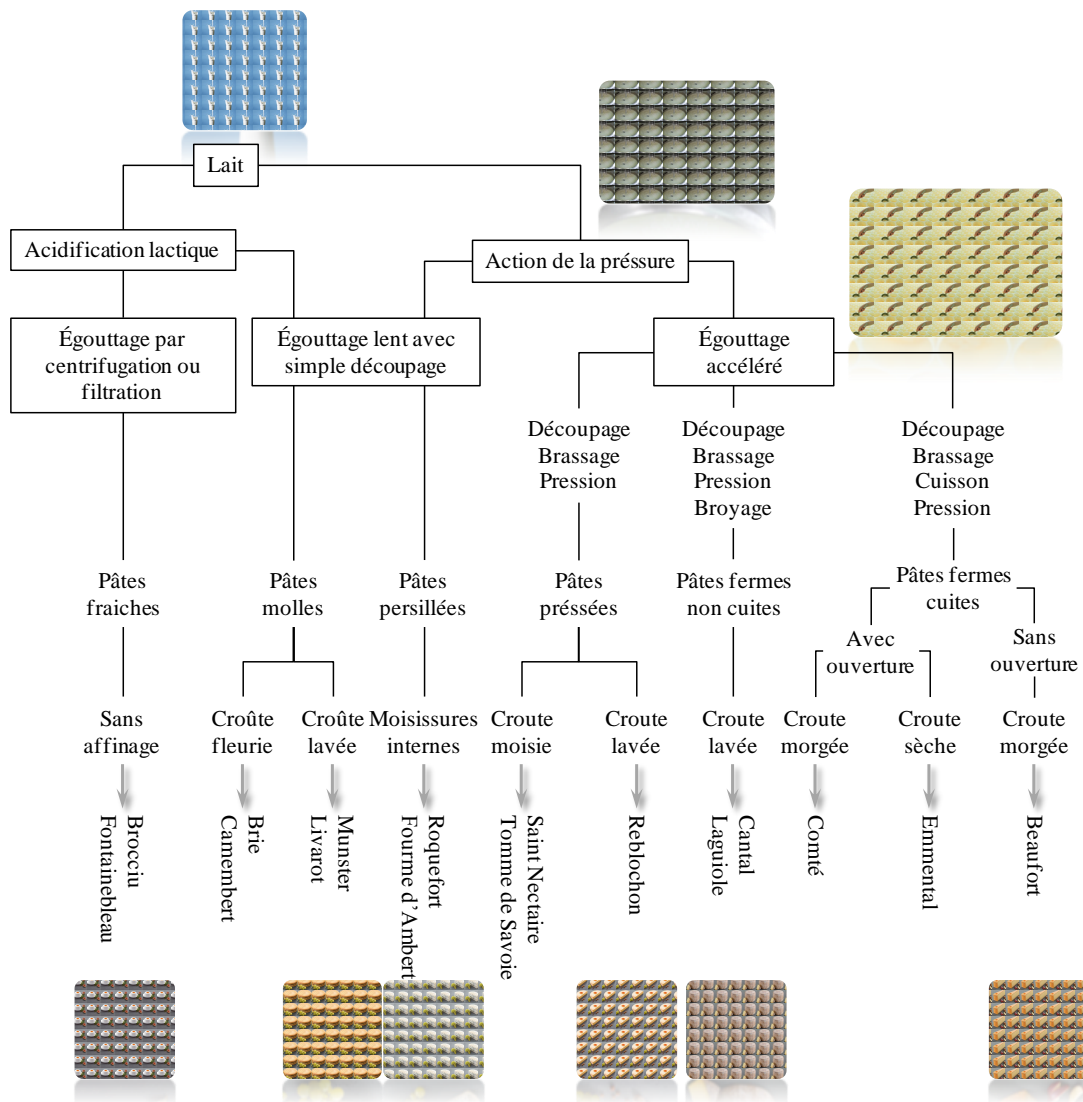 Lait
Acidification lactique
Action de la préssure
Égouttage par
centrifugation ou
filtration
Égouttage lent avec
simple découpage
Égouttage
accéléré
Découpage
Brassage
Pression
Découpage
Brassage
Pression
Broyage
Découpage
Brassage
Cuisson
Pression
Pâtes
fraiches
Pâtes
molles
Pâtes
persillées
Pâtes
préssées
Pâtes fermes
non cuites
Pâtes fermes
cuites
Avec
ouverture
Sans
ouverture
Sans
affinage
Croûte
fleurie
Croûte
lavée
Moisissures
internes
Croute
moisie
Croute
lavée
Croute
lavée
Croute
morgée
Croute
sèche
Croute
morgée
Brocciu
Fontainebleau
Brie
Camembert
Munster
Livarot
Roquefort
Fourme d'Ambert
Saint Nectaire
Tomme de Savoie
Reblochon
Cantal
Laguiole
Comté
Emmental
Beaufort